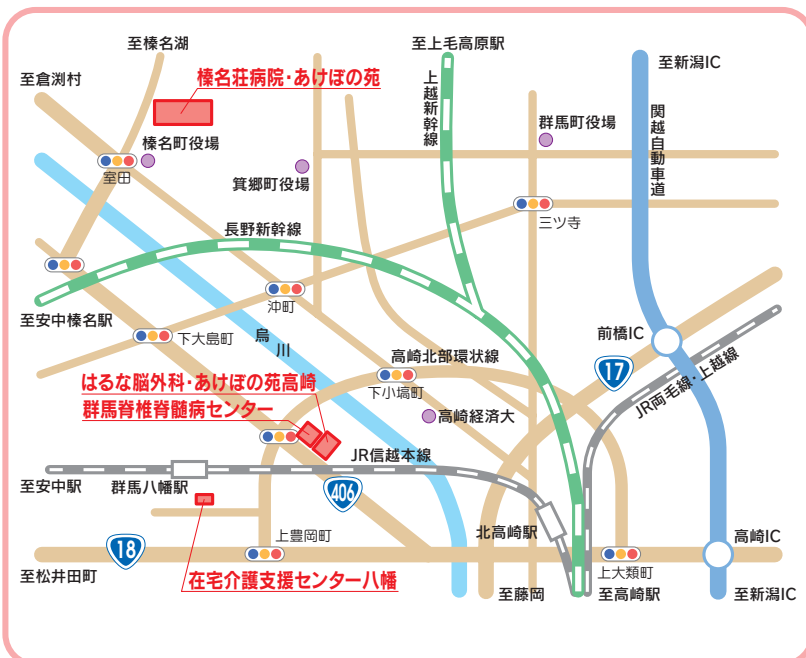 至榛名湖
至上毛高原駅
至倉渕村
榛名荘病院・あけぼの苑
至新潟IC
上越新幹線
関越自動車道
群馬町役場
榛名町役場
室田
箕郷町役場
三ツ寺
長野新幹線
沖町
至安中榛名駅
下大島町
烏川
前橋IC
高崎北部環状線
17
JR両毛線・上越線
はるな脳外科・あけぼの苑高崎
下小塙町
群馬脊椎脊髄病センター
高崎経済大
JR信越本線
至安中駅
群馬八幡駅
406
北高崎駅
上豊岡町
高崎IC
18
至松井田町
在宅介護支援センター八幡
上大類町
至藤岡
至高崎駅
至新潟IC